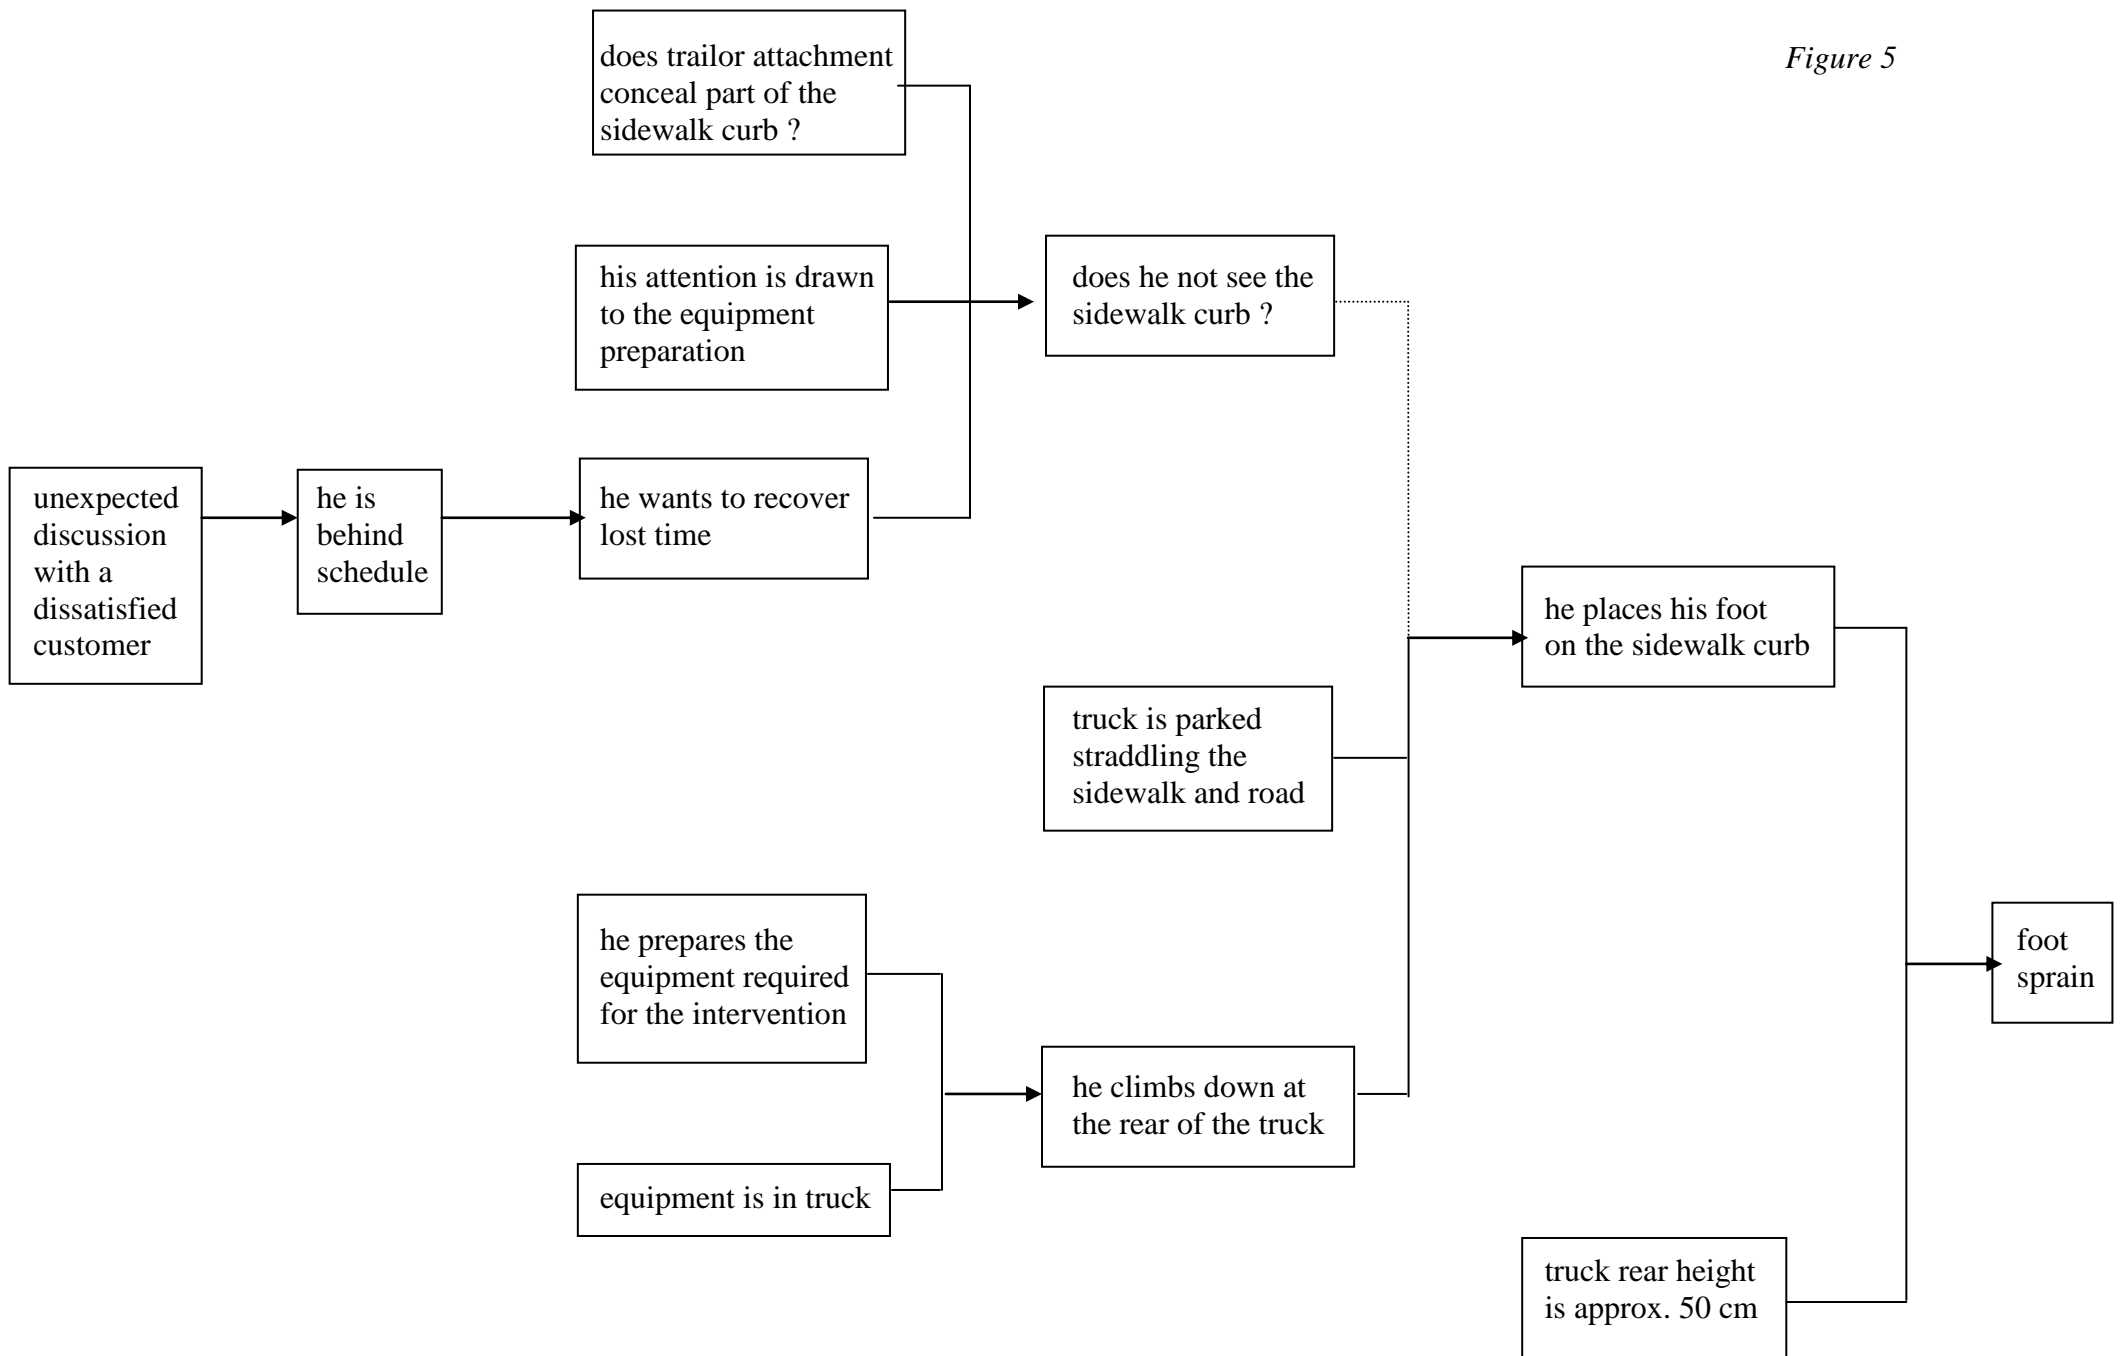 Figure 5
does trailor attachment
conceal part of the
sidewalk curb ?
his attention is drawn
to the equipment
preparation
does he not see the
sidewalk curb ?
unexpected
discussion
with a
dissatisfied
customer
he is
behind
schedule
he wants to recover
lost time
he places his foot
on the sidewalk curb
truck is parked
straddling the
sidewalk and road
he prepares the
equipment required
for the intervention
foot
sprain
he climbs down at
the rear of the truck
equipment is in truck
truck rear height
is approx. 50 cm